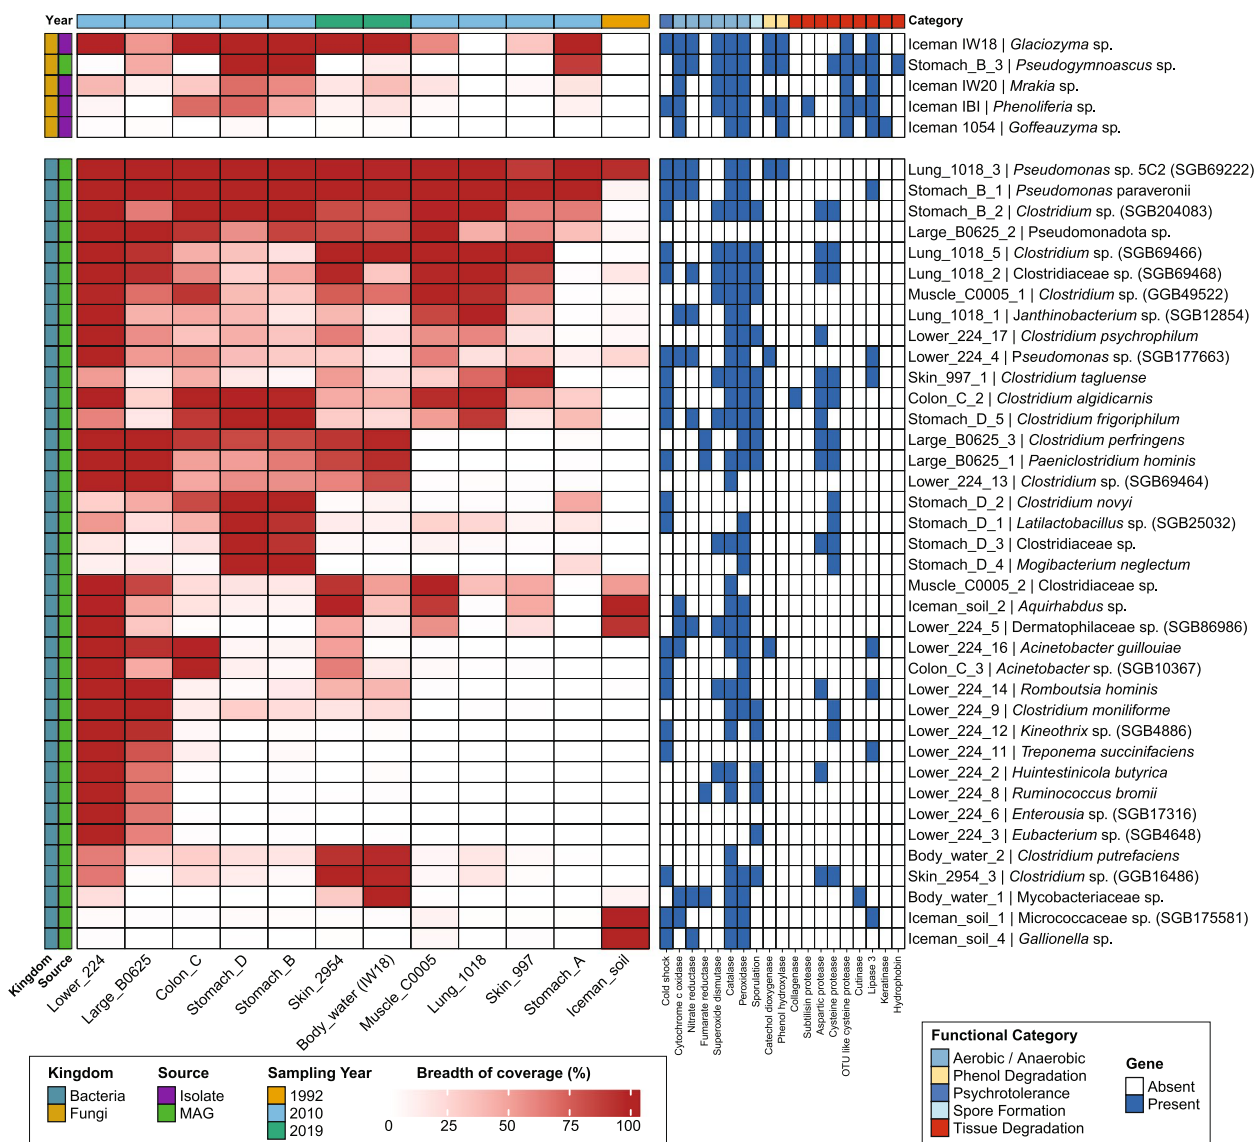 Year
Category
Iceman IW18 | Glaciozyma sp.
Stomach_B_3 | Pseudogymnoascus sp.
Iceman IW20 | Mrakia sp.
Iceman IBI | Phenoliferia sp.
Iceman 1054 | Goffeauzyma sp.
Lung_1018_3 | Pseudomonas sp. 5C2 (SGB69222)
Stomach_B_1 | Pseudomonas paraveronii
Stomach_B_2 | Clostridium sp. (SGB204083)
Large_B0625_2 | Pseudomonadota sp.
Lung_1018_5 | Clostridium sp. (SGB69466)
Lung_1018_2 | Clostridiaceae sp. (SGB69468)
Muscle_C0005_1 | Clostridium sp. (GGB49522)
Lung_1018_1 | Janthinobacterium sp. (SGB12854)
Lower_224_17 | Clostridium psychrophilum
Lower_224_4 | Pseudomonas sp. (SGB177663)
Skin_997_1 | Clostridium tagluense
Colon_C_2 | Clostridium algidicarnis
Stomach_D_5 | Clostridium frigoriphilum
Large_B0625_3 | Clostridium perfringens
Large_B0625_1 | Paeniclostridium hominis
Lower_224_13 | Clostridium sp. (SGB69464)
Stomach_D_2 | Clostridium novyi
Stomach_D_1 | Latilactobacillus sp. (SGB25032)
Stomach_D_3 | Clostridiaceae sp.
Stomach_D_4 | Mogibacterium neglectum
Muscle_C0005_2 | Clostridiaceae sp.
Iceman_soil_2 | Aquirhabdus sp.
Lower_224_5 | Dermatophilaceae sp. (SGB86986)
Lower_224_16 | Acinetobacter guillouiae
Colon_C_3 | Acinetobacter sp. (SGB10367)
Lower_224_14 | Romboutsia hominis
Lower_224_9 | Clostridium moniliforme
Lower_224_12 | Kineothrix sp. (SGB4886)
Lower_224_11 | Treponema succinifaciens
Lower_224_2 | Huintestinicola butyrica
Lower_224_8 | Ruminococcus bromii
Lower_224_6 | Enterousia sp. (SGB17316)
Lower_224_3 | Eubacterium sp. (SGB4648)
Body_water_2 | Clostridium putrefaciens
Skin_2954_3 | Clostridium sp. (GGB16486)
Body_water_1 | Mycobacteriaceae sp.
Iceman_soil_1 | Micrococcaceae sp. (SGB175581)
Iceman_soil_4 | Gallionella sp.
Kingdom
Source
Lower_224
Large_B0625
Colon_C
Stomach_D
Stomach_B
Skin_2954
Body_water (IW18)
Muscle_C0005
Lung_1018
Skin_997
Stomach_A
Iceman_soil
Cold shock
Cytochrome c oxidase
Nitrate reductase
Fumarate reductase
Superoxide dismutase
Catalase
Peroxidase
Sporulation
Catechol dioxygenase
Phenol hydroxylase
Collagenase
Subtilisin protease
Aspartic protease
Cysteine protease
OTU like cysteine protease
Cutinase
Lipase 3
Keratinase
Hydrophobin
Kingdom
Bacteria
Fungi
Source
Isolate
MAG
Sampling Year
1992
2010
2019
Breadth of coverage (%)
0 25 50 75 100
Functional Category
Aerobic / Anaerobic
Phenol Degradation
Psychrotolerance
Spore Formation
Tissue Degradation
Gene
Absent
Present